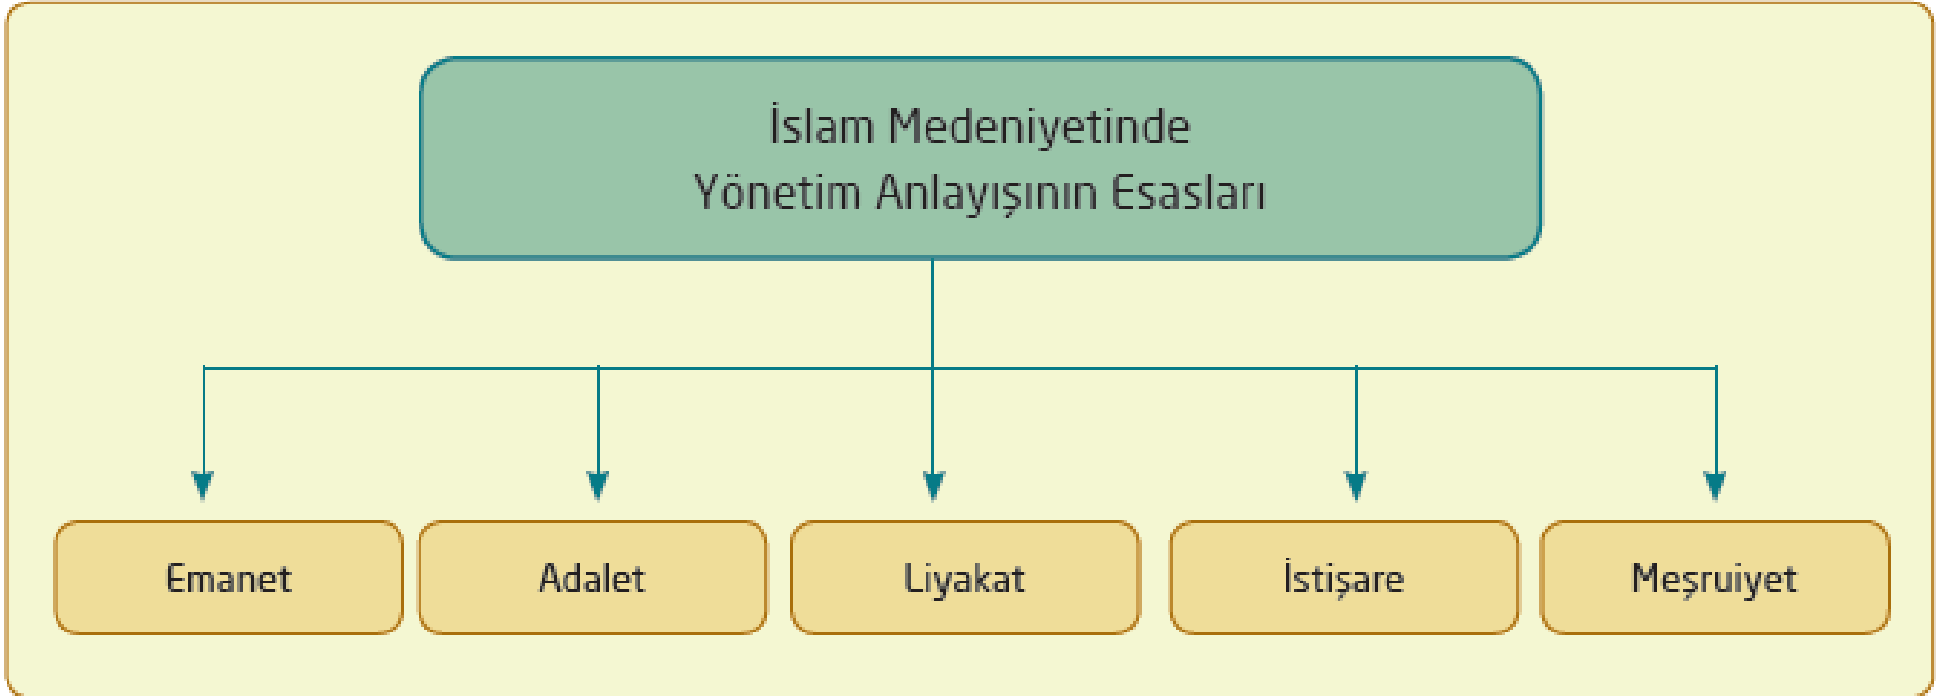 İslam Medeniyetinde
Yönetim Anlayışının Esasları
Emanet
Adalet
Liyakat
İstişare
Meşruiyet